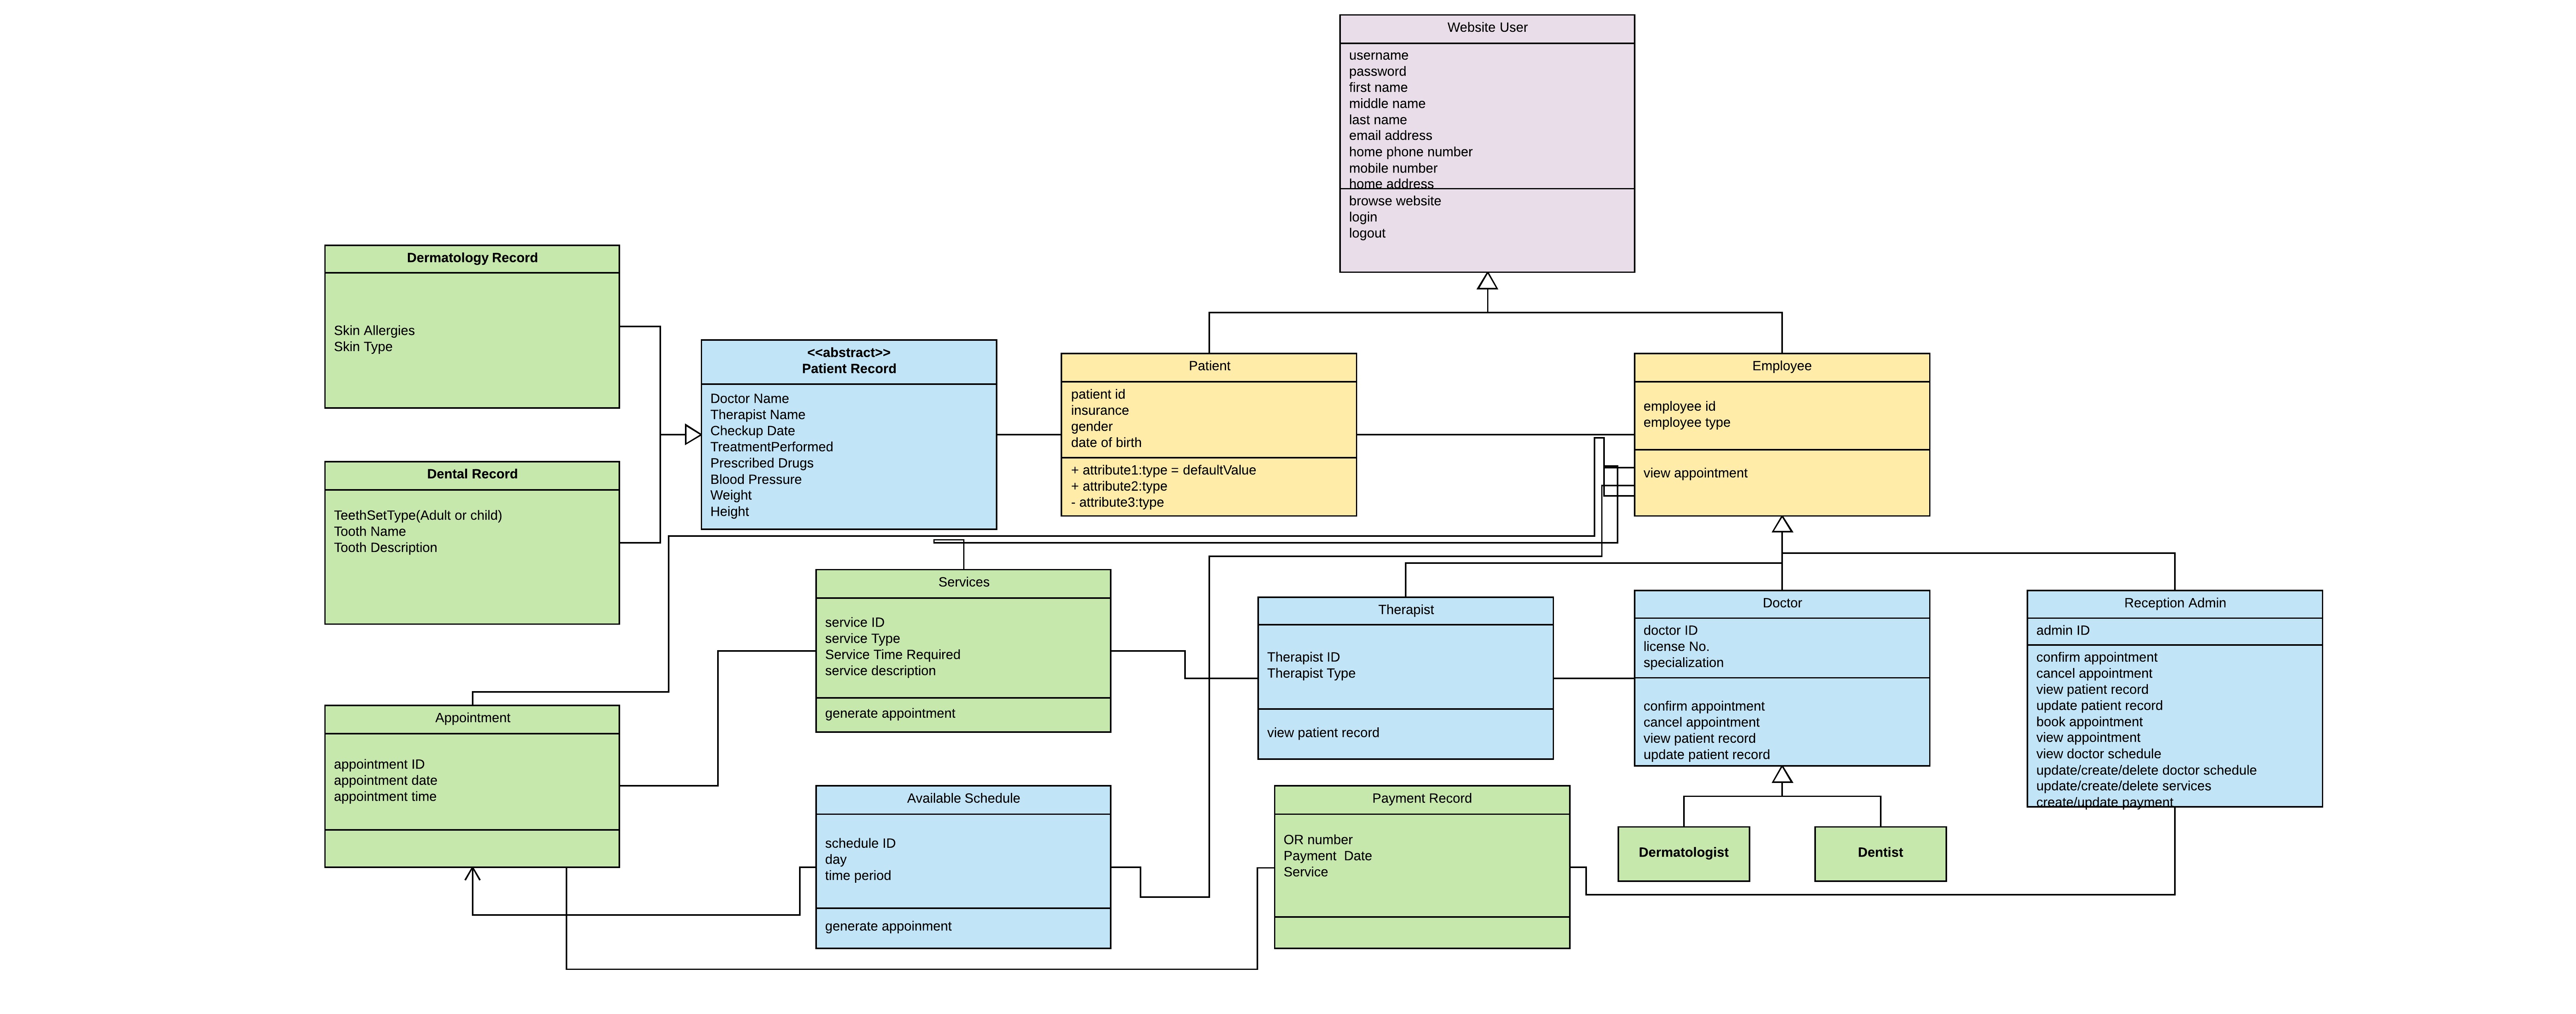 Website User
username
password
first name
middle name
last name
email address
home phone number
mobile number
home address
browse website
login
logout
Dermatology Record
Skin Allergies
Skin Type
<<abstract>>
Patient Record
Doctor Name
Therapist Name
Checkup Date
TreatmentPerformed
Prescribed Drugs
Blood Pressure
Weight
Height
Patient
patient id
insurance
gender
date of birth
+ attribute1:type = defaultValue
+ attribute2:type
- attribute3:type
Employee
employee id
employee type
view appointment
Dental Record
TeethSetType(Adult or child)
Tooth Name
Tooth Description
Services
service ID
service Type
Service Time Required
service description
generate appointment
Therapist
Therapist ID
Therapist Type
view patient record
Doctor
doctor ID
license No.
specialization
confirm appointment
cancel appointment
view patient record
update patient record
Reception Admin
admin ID
confirm appointment
cancel appointment
view patient record
update patient record
book appointment
view appointment
view doctor schedule
update/create/delete doctor schedule
update/create/delete services
create/update payment
Appointment
appointment ID
appointment date
appointment time
Available Schedule
schedule ID
day
time period
generate appoinment
Payment Record
OR number
Payment  Date
Service
Dermatologist
Dentist